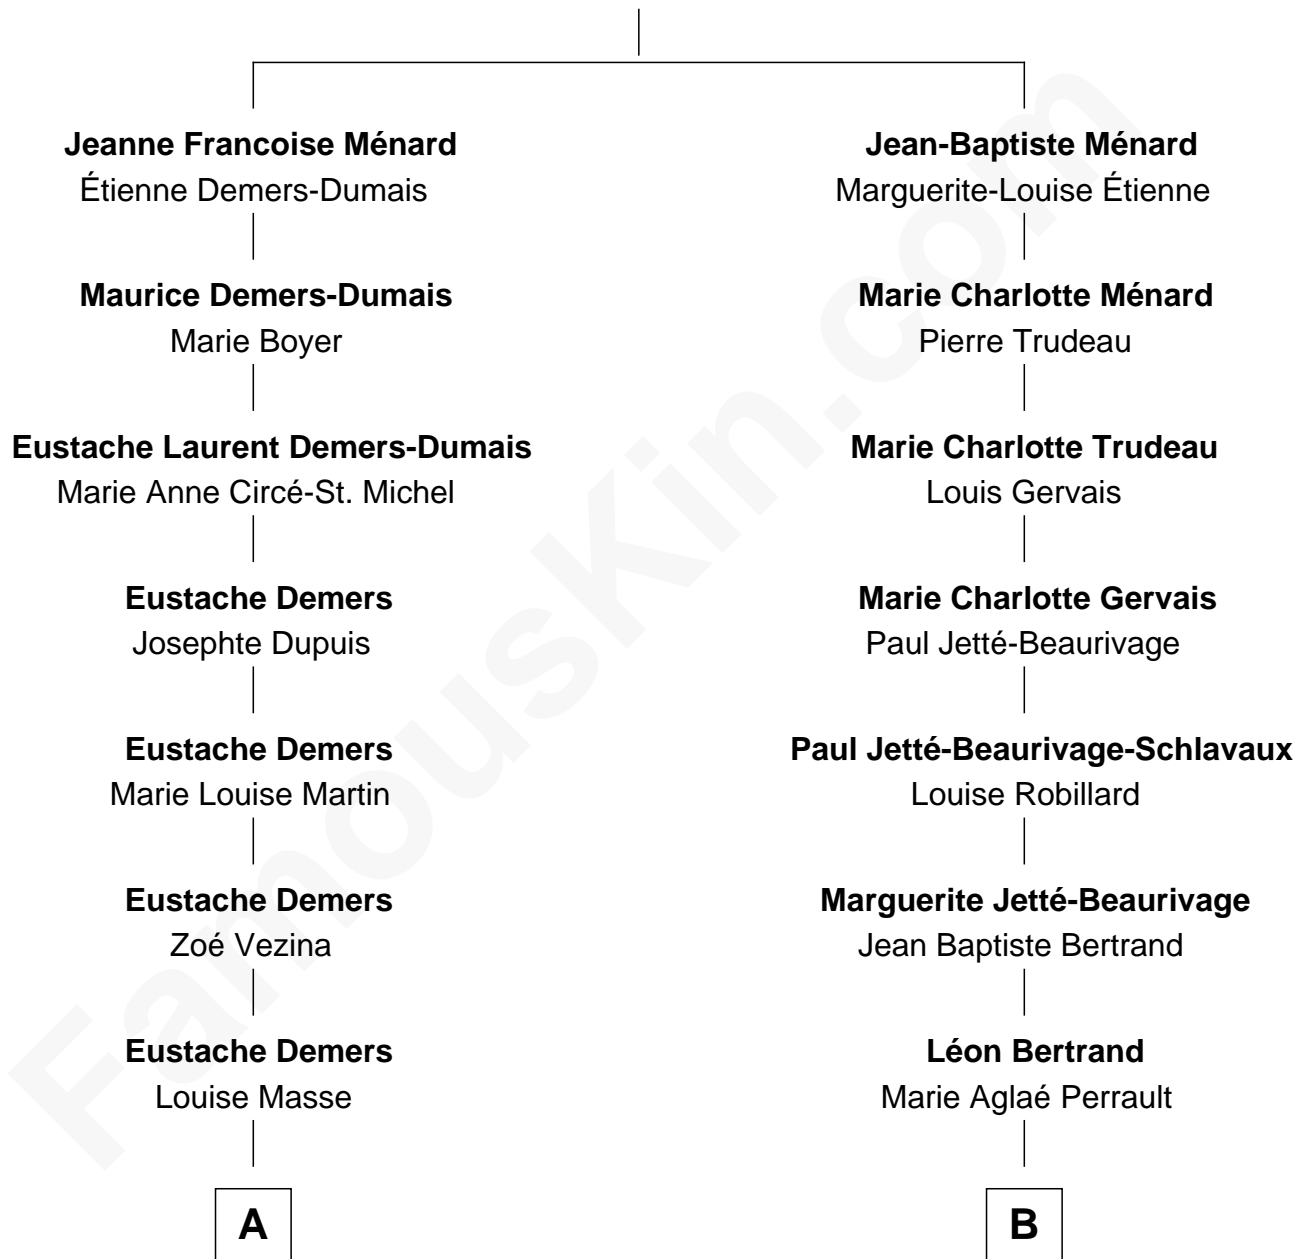 Jeanne Francoise Ménard
Étienne Demers-Dumais
Maurice Demers-Dumais
Marie Boyer
Eustache Laurent Demers-Dumais
Marie Anne Circé-St. Michel
Eustache Demers
Josephte Dupuis
Eustache Demers
Marie Louise Martin
Eustache Demers
Zoé Vezina
Eustache Demers
Louise Masse
A
Jean-Baptiste Ménard
Marguerite-Louise Étienne
Marie Charlotte Ménard
Pierre Trudeau
Marie Charlotte Trudeau
Louis Gervais
Marie Charlotte Gervais
Paul Jetté-Beaurivage
Paul Jetté-Beaurivage-Schlavaux
Louise Robillard
Marguerite Jetté-Beaurivage
Jean Baptiste Bertrand
Léon Bertrand
Marie Aglaé Perrault
B
FamousKin.com